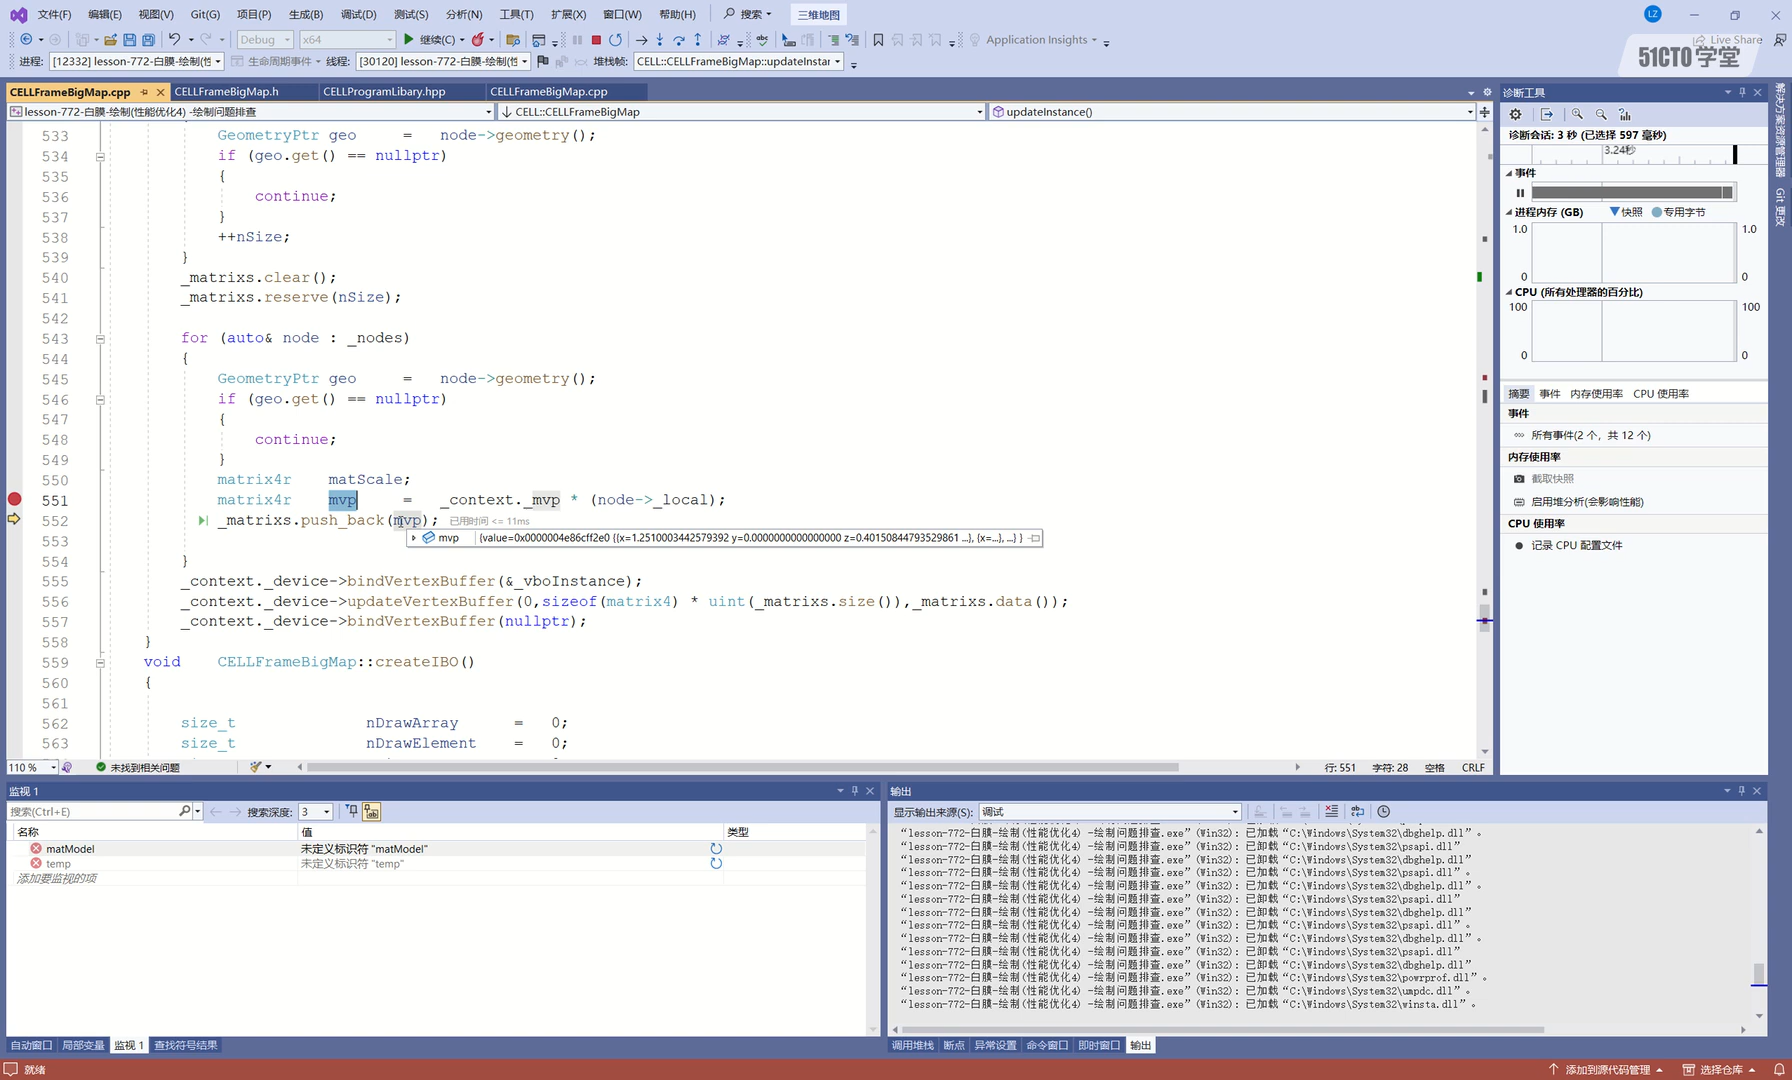 文件(F) 编辑(E) 视图(V) Git(G) 项目(P) 生成(B) 调试(D) 测试(S) 分析(N) 工具(T) 扩展(X) 窗口(W) 帮助(H) 搜索 三维地图 LZ
Debug x64 继续(C) Application Insights Live Share
51CTO 学堂
进程: [12332] lesson-772-白膜-绘制(性 生命周期事件 线程: [30120] lesson-772-白膜-绘制(性 堆栈帧: CELL::CELLFrameBigMap::updateInstar
CELLFrameBigMap.cpp CELLFrameBigMap.h CELLProgramLibary.hpp CELLFrameBigMap.cpp
lesson-772-白膜-绘制(性能优化4) -绘制问题排查 CELL::CELLFrameBigMap updateInstance()
533 GeometryPtr geo = node->geometry();
534 if (geo.get() == nullptr)
535 {
536 continue;
537 }
538 ++nSize;
539 }
540 _matrixs.clear();
541 _matrixs.reserve(nSize);
542
543 for (auto& node : _nodes)
544 {
545 GeometryPtr geo = node->geometry();
546 if (geo.get() == nullptr)
547 {
548 continue;
549 }
550 matrix4r matScale;
551 matrix4r mvp = _context._mvp * (node->_local);
552 _matrixs.push_back(mvp); 已用时间 <= 11ms
mvp {value=0x0000004e86cff2e0 {{x=1.2510003442579392 y=0.0000000000000000 z=0.40150844793529861 ...}, {x=...}, ...} }
554 }
555 _context._device->bindVertexBuffer(&_vboInstance);
556 _context._device->updateVertexBuffer(0,sizeof(matrix4) * uint(_matrixs.size()),_matrixs.data());
557 _context._device->bindVertexBuffer(nullptr);
558 }
559 void CELLFrameBigMap::createIBO()
560 {
561
562 size_t nDrawArray = 0;
563 size_t nDrawElement = 0;
110 % 未找到相关问题 行: 551 字符: 28 空格 CRLF
诊断工具
诊断会话: 3 秒 (已选择 597 毫秒)
3.24秒
事件
进程内存 (GB) 快照 专用字节
1.0 1.0
0 0
CPU (所有处理器的百分比)
100 100
0 0
摘要 事件 内存使用率 CPU 使用率
事件
所有事件(2 个，共 12 个)
内存使用率
截取快照
启用堆分析(会影响性能)
CPU 使用率
记录 CPU 配置文件
解决方案资源管理器
Git 更改
监视 1
搜索(Ctrl+E) 搜索深度: 3
名称 值 类型
matModel 未定义标识符 "matModel"
temp 未定义标识符 "temp"
添加要监视的项
自动窗口 局部变量 监视 1 查找符号结果
输出
显示输出来源(S): 调试
“lesson-772-白膜-绘制(性能优化4) -绘制问题排查.exe”(Win32): 已加载“C:\Windows\System32\dbghelp.dll”。
“lesson-772-白膜-绘制(性能优化4) -绘制问题排查.exe”(Win32): 已卸载“C:\Windows\System32\psapi.dll”
“lesson-772-白膜-绘制(性能优化4) -绘制问题排查.exe”(Win32): 已卸载“C:\Windows\System32\dbghelp.dll”
“lesson-772-白膜-绘制(性能优化4) -绘制问题排查.exe”(Win32): 已加载“C:\Windows\System32\psapi.dll”。
“lesson-772-白膜-绘制(性能优化4) -绘制问题排查.exe”(Win32): 已加载“C:\Windows\System32\dbghelp.dll”。
“lesson-772-白膜-绘制(性能优化4) -绘制问题排查.exe”(Win32): 已卸载“C:\Windows\System32\psapi.dll”
“lesson-772-白膜-绘制(性能优化4) -绘制问题排查.exe”(Win32): 已卸载“C:\Windows\System32\dbghelp.dll”
“lesson-772-白膜-绘制(性能优化4) -绘制问题排查.exe”(Win32): 已加载“C:\Windows\System32\psapi.dll”。
“lesson-772-白膜-绘制(性能优化4) -绘制问题排查.exe”(Win32): 已加载“C:\Windows\System32\dbghelp.dll”。
“lesson-772-白膜-绘制(性能优化4) -绘制问题排查.exe”(Win32): 已卸载“C:\Windows\System32\psapi.dll”
“lesson-772-白膜-绘制(性能优化4) -绘制问题排查.exe”(Win32): 已卸载“C:\Windows\System32\dbghelp.dll”
“lesson-772-白膜-绘制(性能优化4) -绘制问题排查.exe”(Win32): 已加载“C:\Windows\System32\powrprof.dll”。
“lesson-772-白膜-绘制(性能优化4) -绘制问题排查.exe”(Win32): 已加载“C:\Windows\System32\umpdc.dll”。
“lesson-772-白膜-绘制(性能优化4) -绘制问题排查.exe”(Win32): 已加载“C:\Windows\System32\winsta.dll”。
调用堆栈 断点 异常设置 命令窗口 即时窗口 输出
就绪 添加到源代码管理 选择仓库